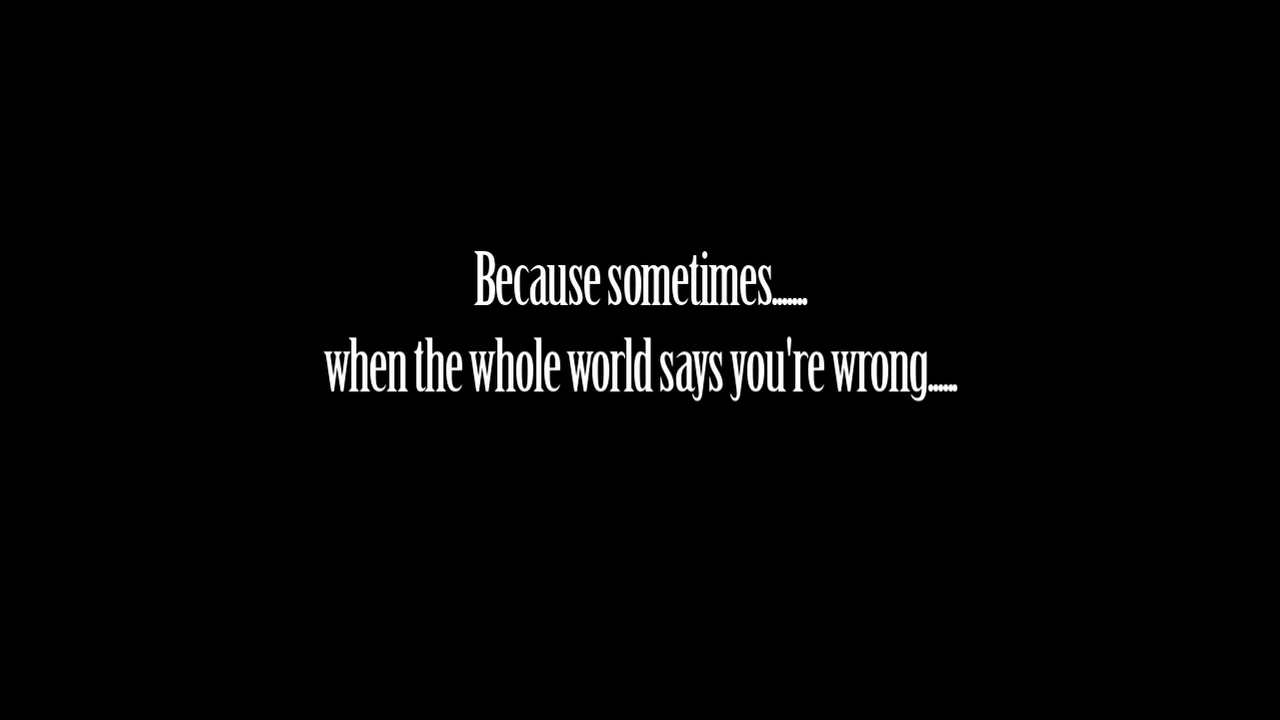 Because sometimes.......
when the whole world says you're wrong......